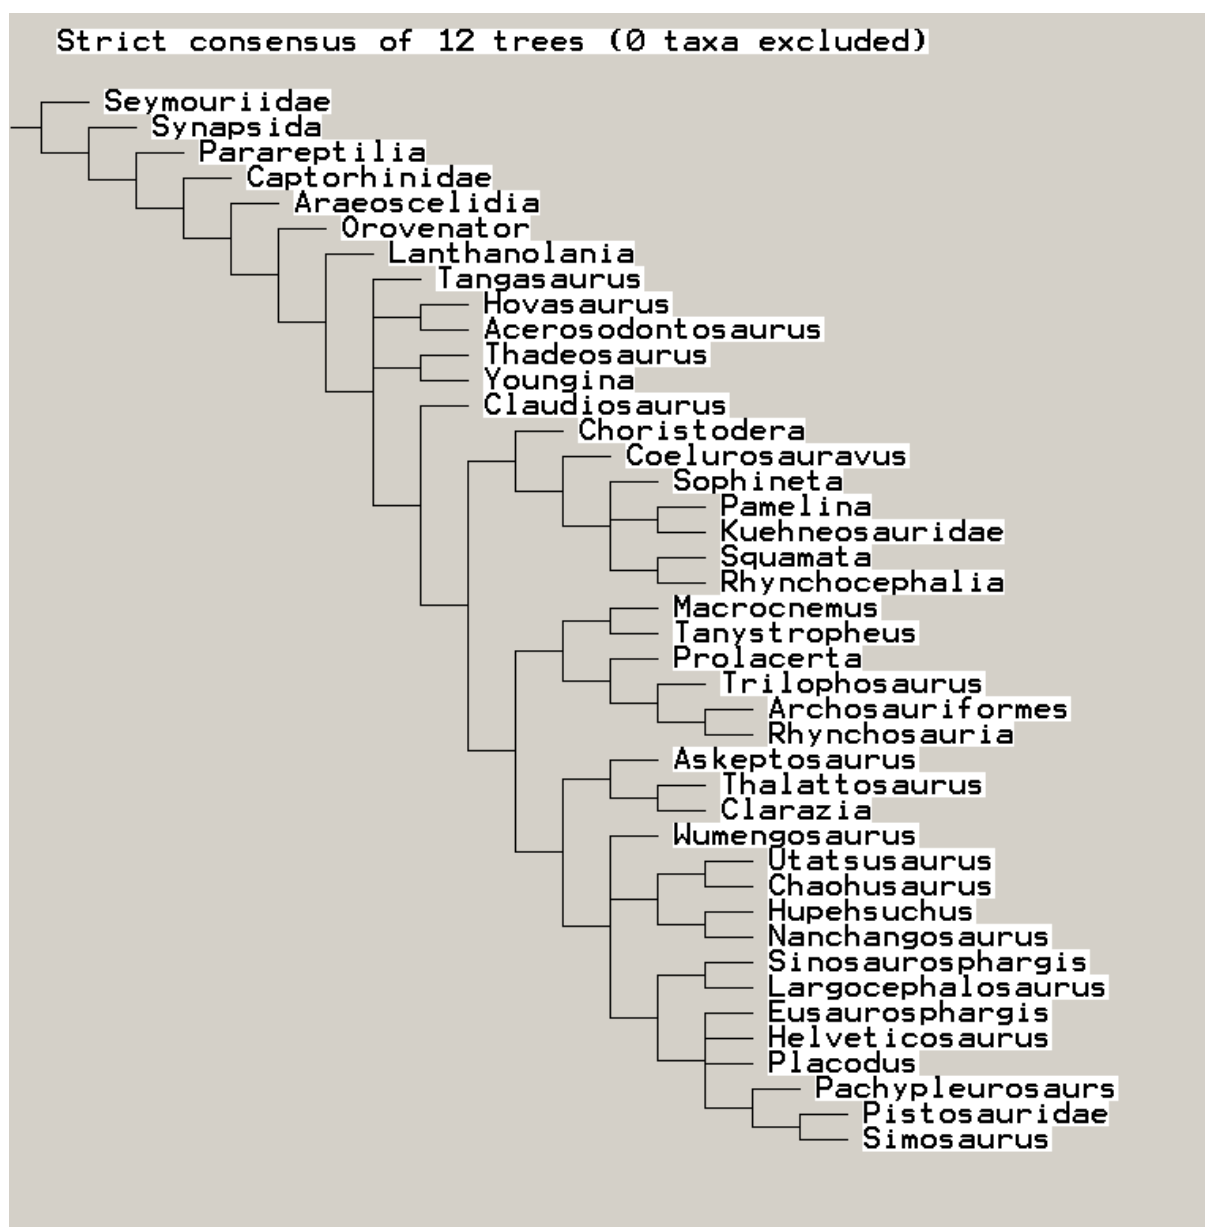 Strict consensus of 12 trees (0 taxa excluded)
Seymouriidae
Synapsida
Parareptilia
Captorhinidae
Araeoscelidia
Orovenator
Lanthanolania
Tangasaurus
Hovasaurus
Acerosodontosaurus
Thadeosaurus
Youngina
Claudiosaurus
Choristodera
Coelurosauravus
Sophineta
Pamelina
Kuehneosauridae
Squamata
Rhynchocephalia
Macrocnemus
Tanystropheus
Prolacerta
Trilophosaurus
Archosauriformes
Rhynchosauria
Askeptosaurus
Thalattosaurus
Clarazia
Wumengosaurus
Utatsusaurus
Chaohusaurus
Hupehsuchus
Nanchangosaurus
Sinosaurosphargis
Largocephalosaurus
Eusaurosphargis
Helveticosaurus
Placodus
Pachypleurosaurs
Pistosauridae
Simosaurus